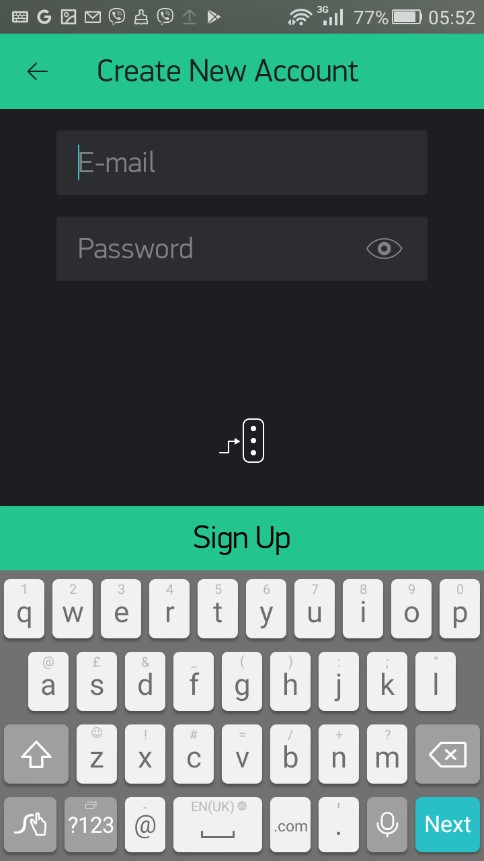 3G 77% 05:52
Create New Account
E-mail
Password
Sign Up
1 2 3 4 5 6 7 8 9 0
q w e r t y u i o p
@ £ & _ ( ) : ; "
a s d f g h j k l
! # = / + ?
z x c v b n m
- EN(UK) '
?123 @ .com . Next